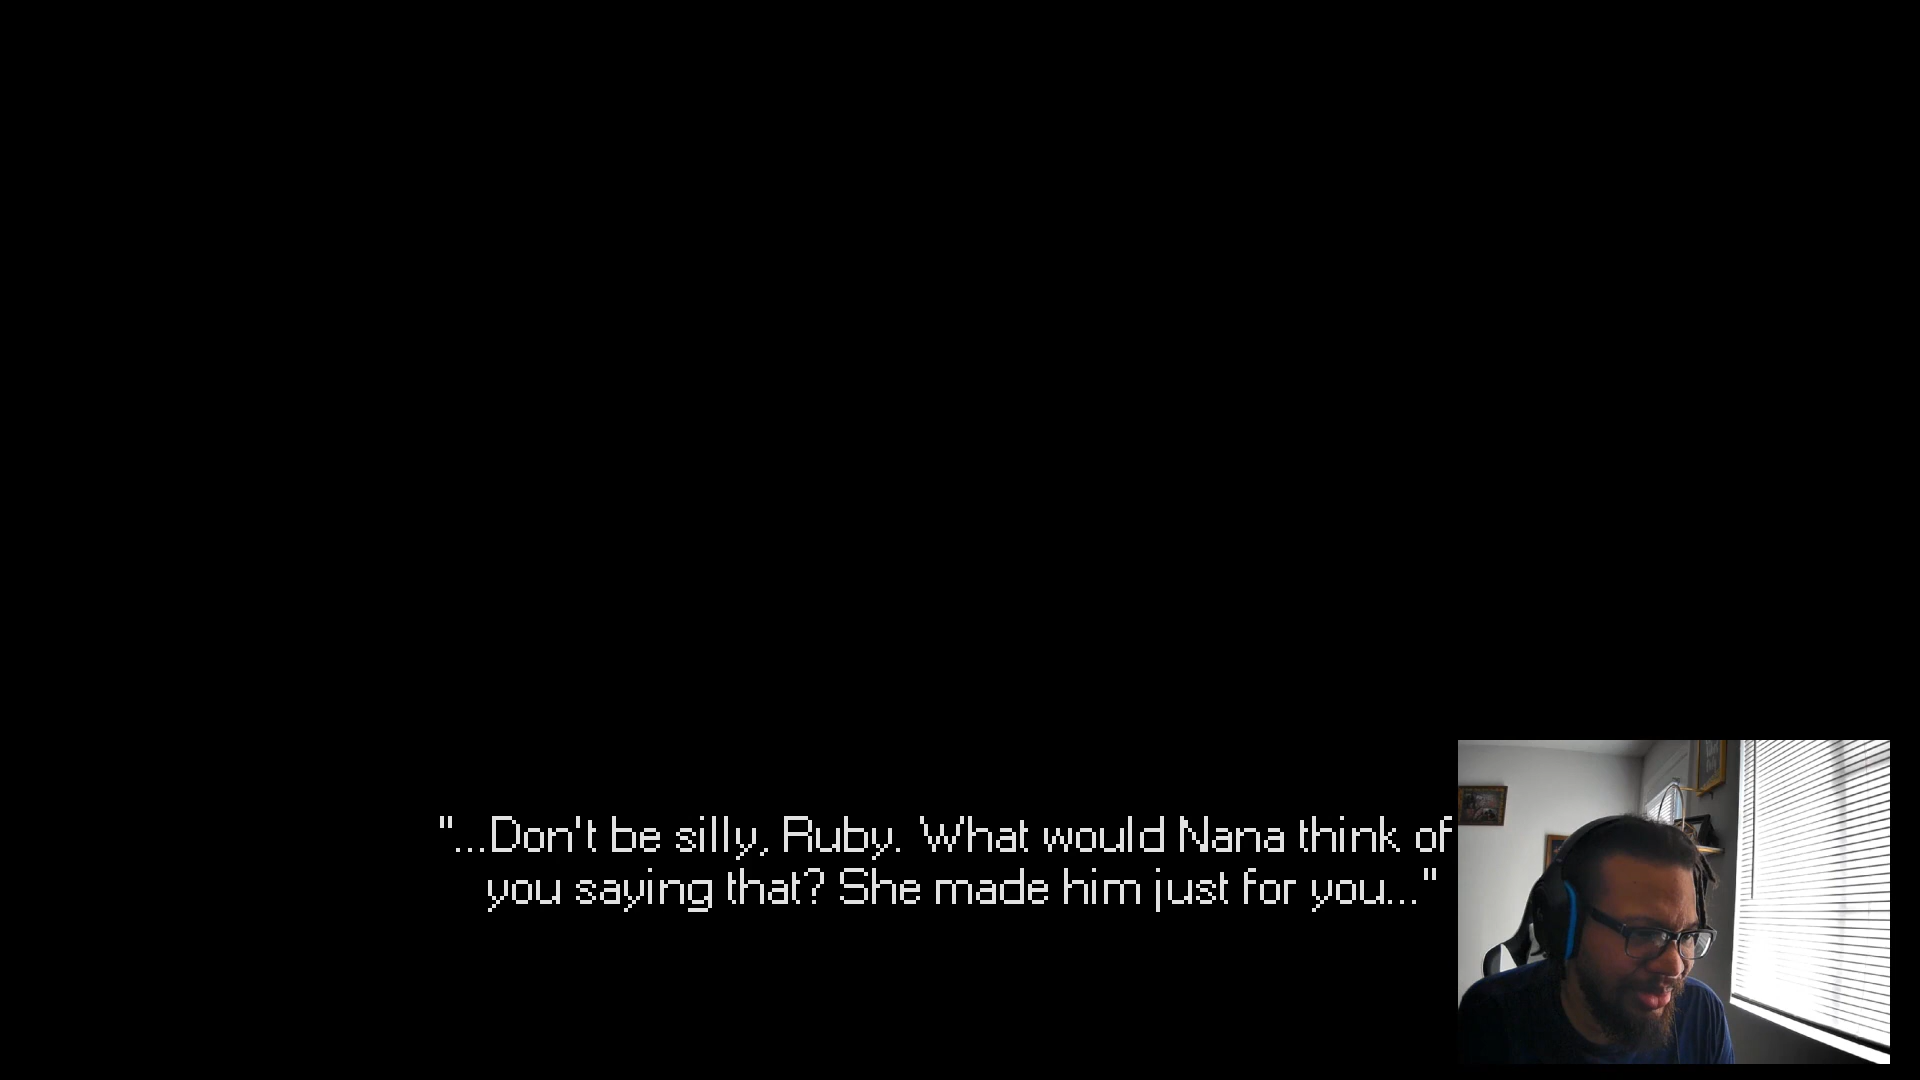 "...Don't be silly, Ruby. What would Nana think of
you saying that? She made him just for you..."